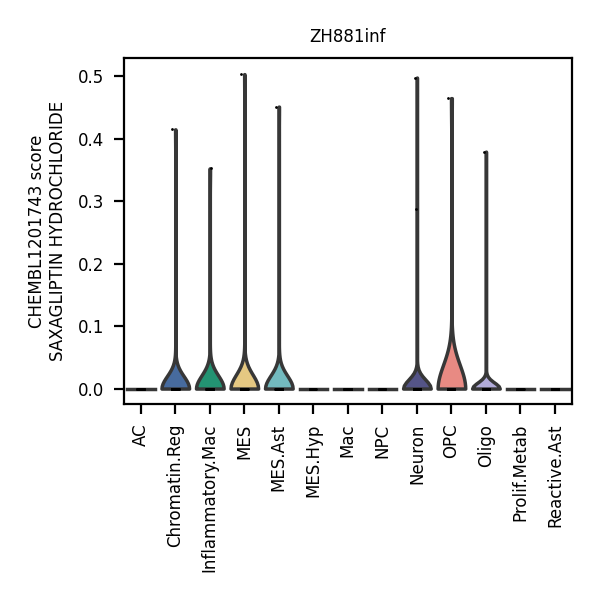 ZH881inf
CHEMBL1201743 score
SAXAGLIPTIN HYDROCHLORIDE
0.5
0.4
0.3
0.2
0.1
0.0
AC
Chromatin.Reg
Inflammatory.Mac
MES
MES.Ast
MES.Hyp
Mac
NPC
Neuron
OPC
Oligo
Prolif.Metab
Reactive.Ast